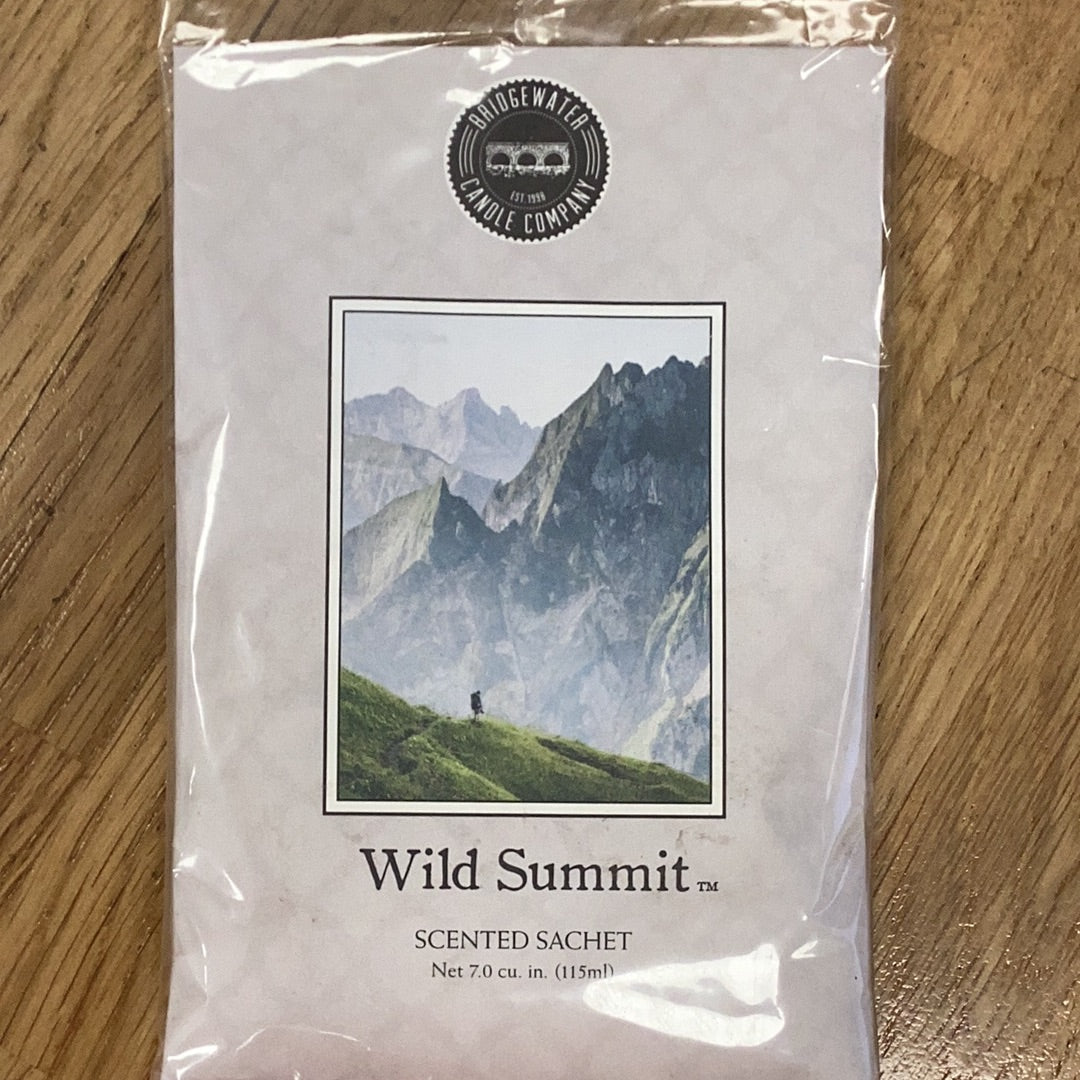 BRIDGEWATER
EST. 1998
CANDLE COMPANY
Wild Summit™
SCENTED SACHET
Net 7.0 cu. in. (115ml)